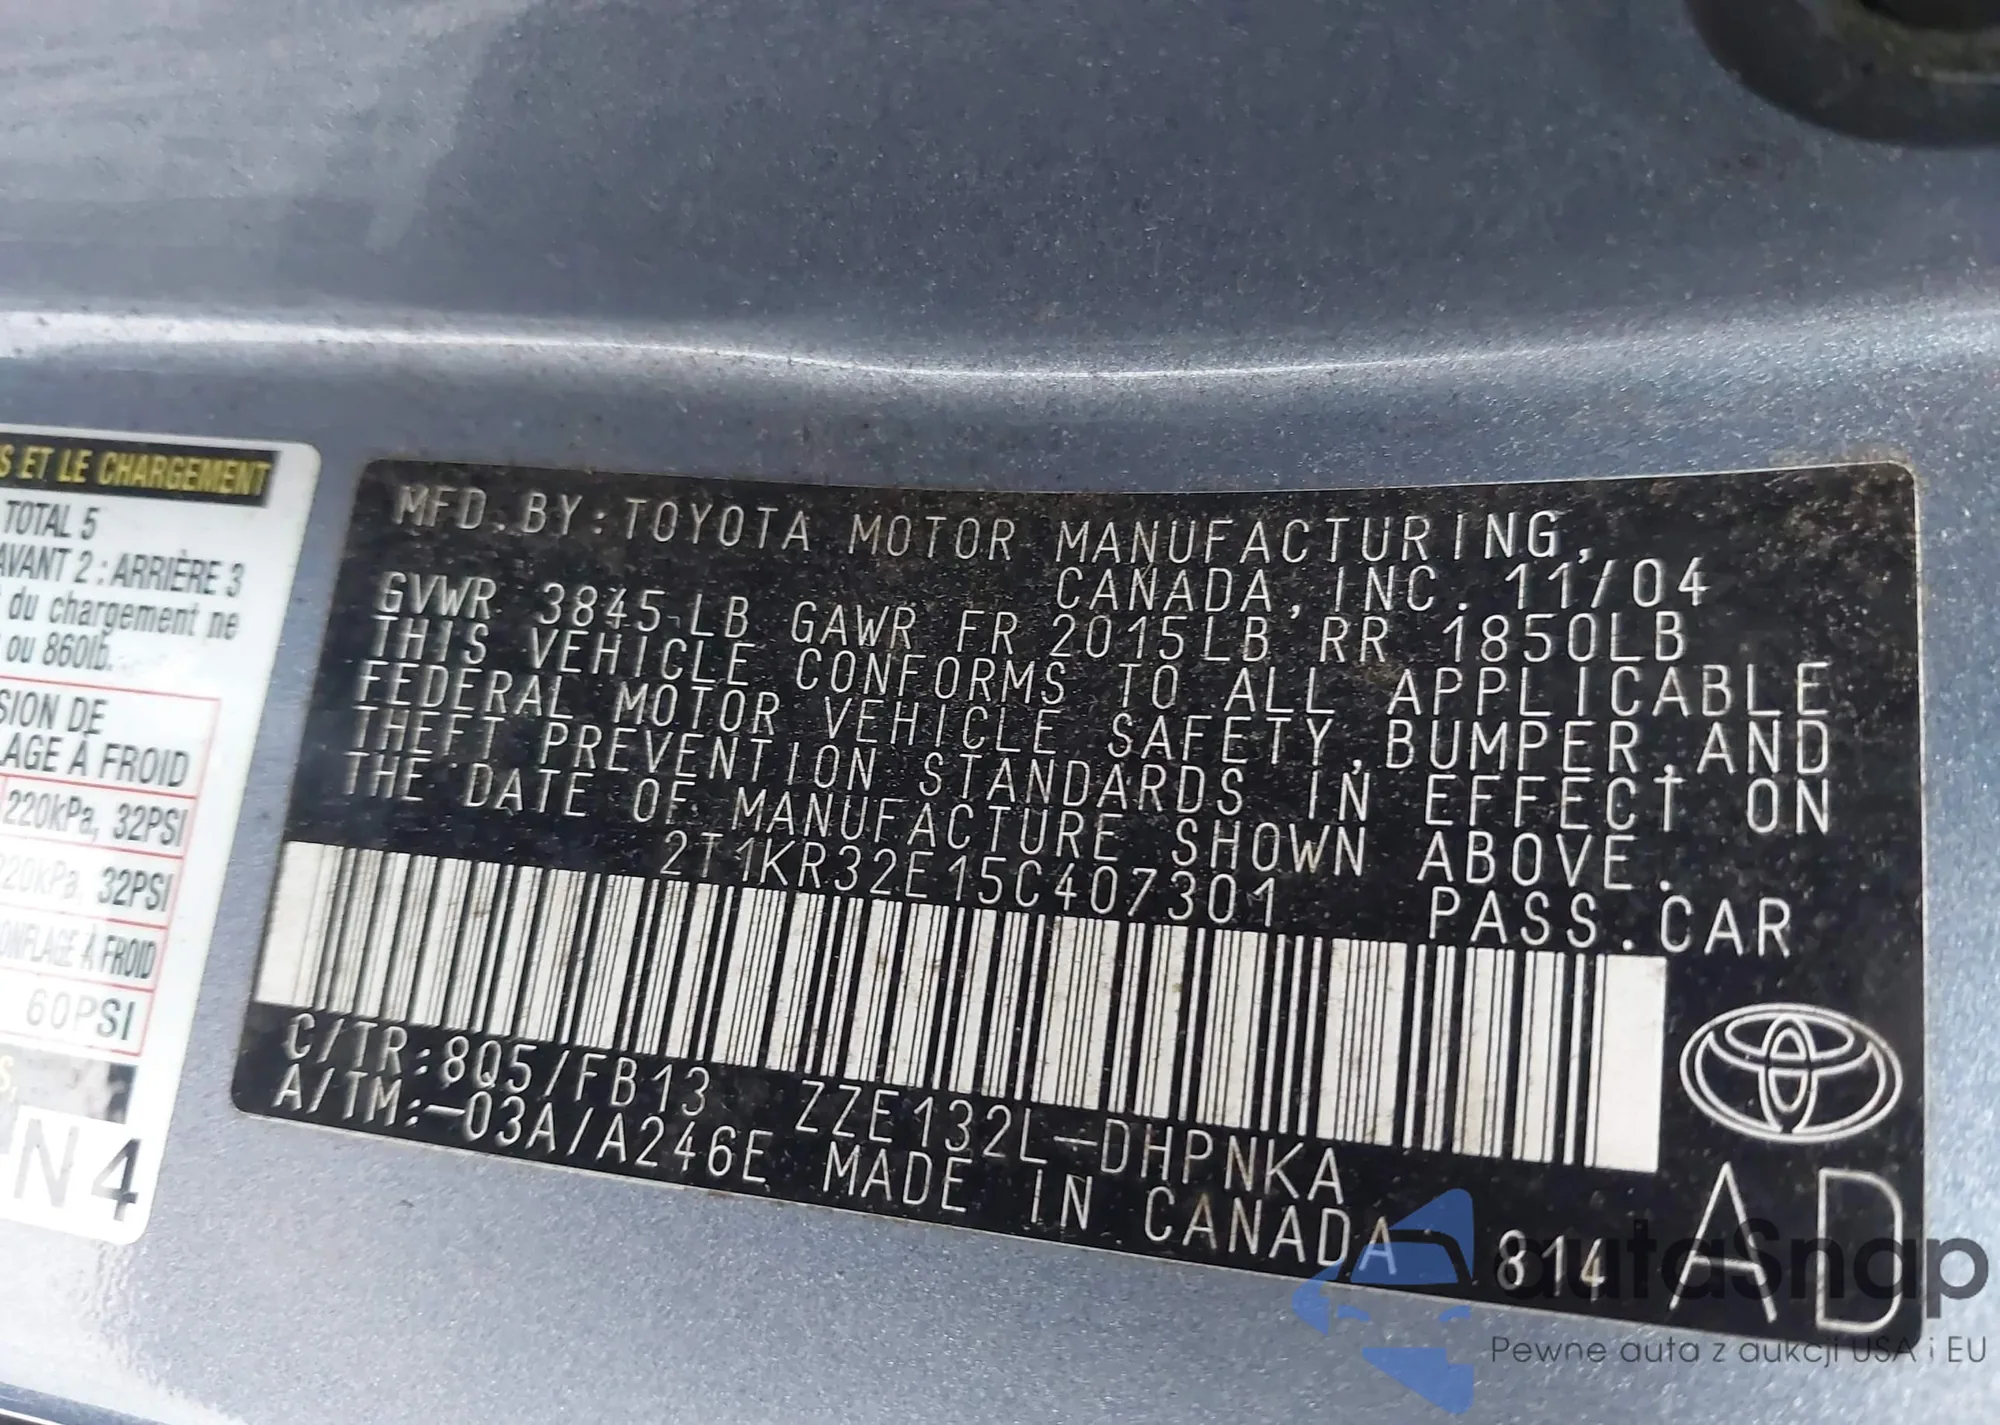 S ET LE CHARGEMENT
TOTAL 5
AVANT 2 : ARRIÈRE 3
du chargement ne
ou 860lb.
SION DE
LAGE À FROID
220kPa, 32PSI
220kPa, 32PSI
ONFLAGE À FROID
60PSI
N 4
MFD. BY: TOYOTA MOTOR MANUFACTURING,
CANADA, INC. 11/04
GVWR 3845 LB GAWR FR 2015LB RR 1850LB
THIS VEHICLE CONFORMS TO ALL APPLICABLE
FEDERAL MOTOR VEHICLE SAFETY, BUMPER, AND
THEFT PREVENTION STANDARDS IN EFFECT ON
THE DATE OF MANUFACTURE SHOWN ABOVE.
2T1KR32E15C407301 PASS. CAR
C/TR:8Q5/FB13 ZZE132L-DHPNKA
A/TM:-03A/A246E MADE IN CANADA 814 AD
autoSnap
Pewne auta z aukcji USA i EU